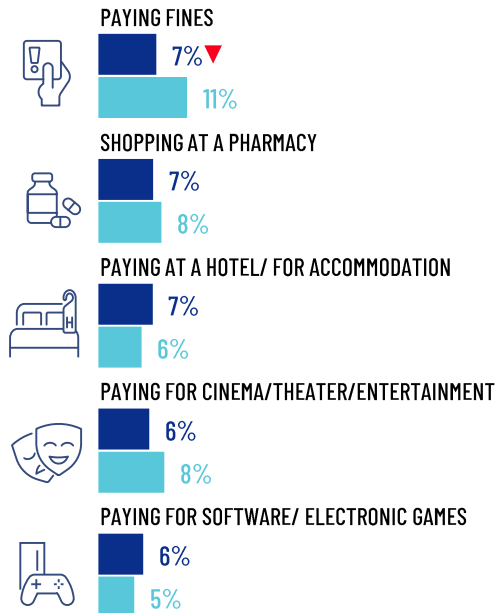 PAYING FINES
7%
11%
SHOPPING AT A PHARMACY
7%
8%
PAYING AT A HOTEL/ FOR ACCOMMODATION
H
7%
6%
PAYING FOR CINEMA/THEATER/ENTERTAINMENT
6%
8%
PAYING FOR SOFTWARE/ ELECTRONIC GAMES
6%
5%